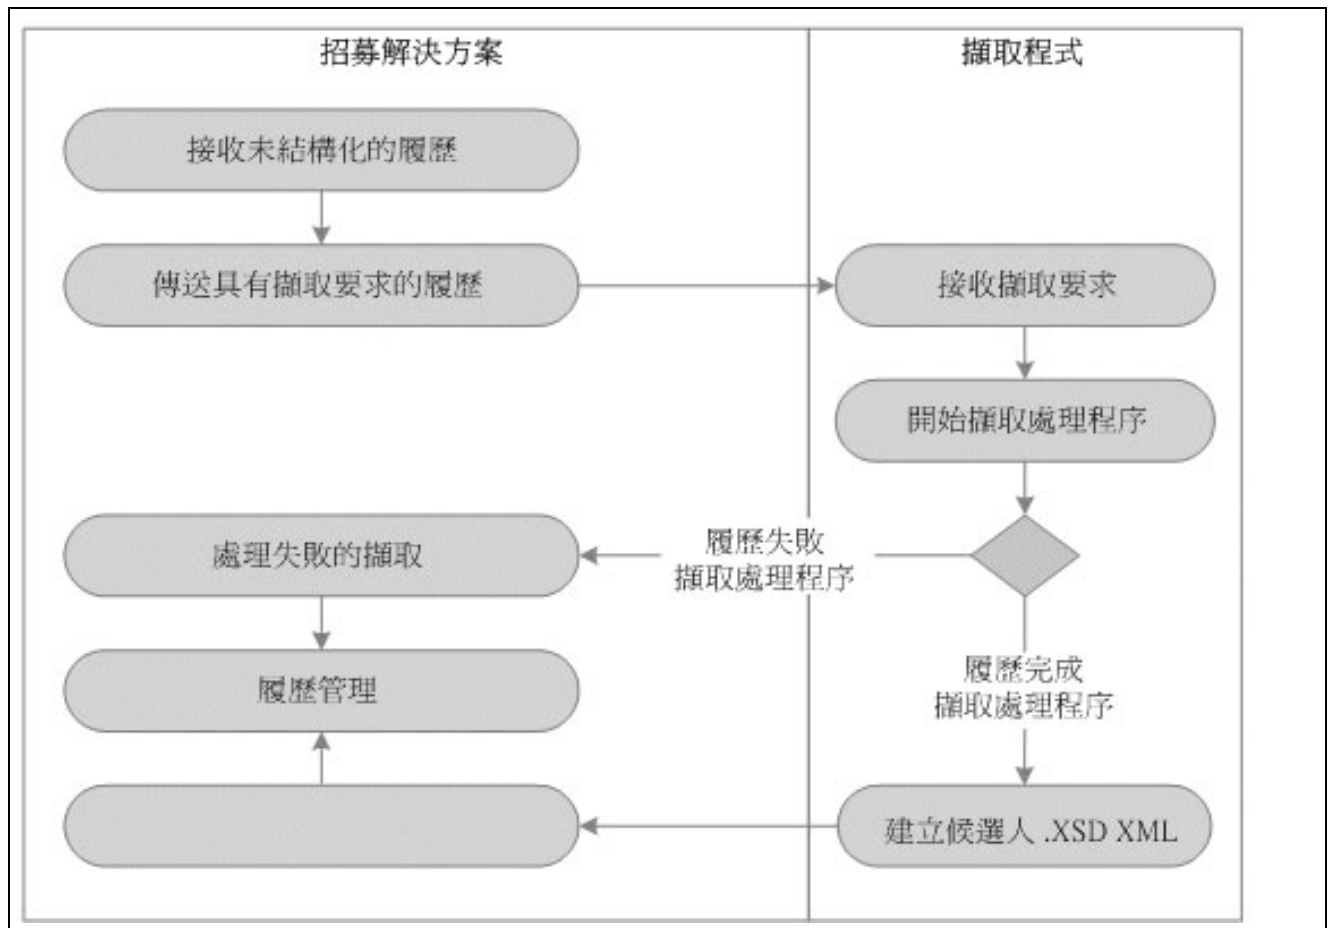 招募解決方案
擷取程式
接收未結構化的履歷
傳送具有擷取要求的履歷
接收擷取要求
開始擷取處理程序
處理失敗的擷取
履歷失敗
擷取處理程序
履歷管理
履歷完成
擷取處理程序
建立候選人 .XSD XML